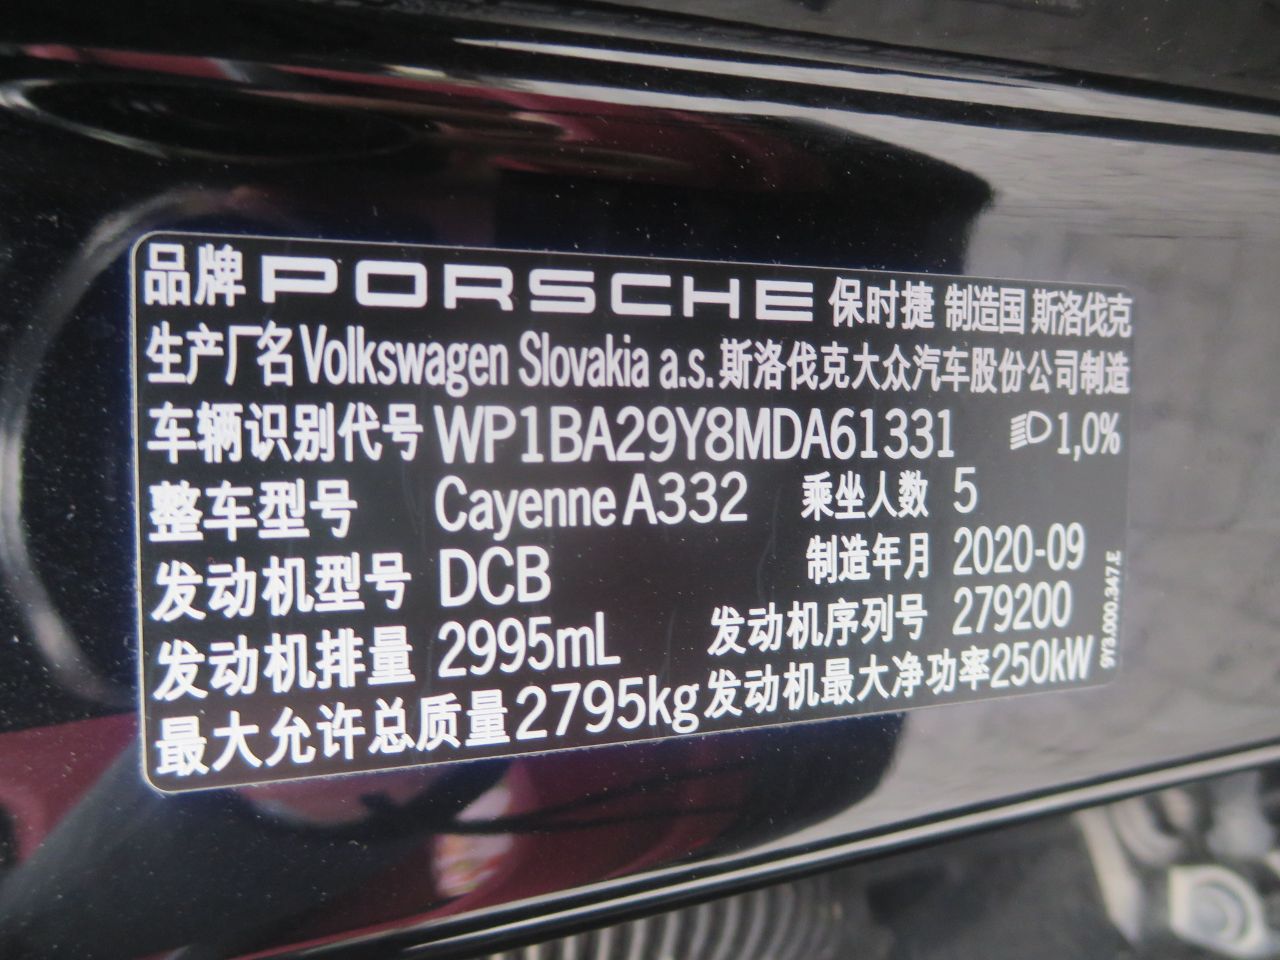 品牌 PORSCHE 保时捷 制造国 斯洛伐克
生产厂名 Volkswagen Slovakia a.s. 斯洛伐克大众汽车股份公司制造
车辆识别代号 WP1BA29Y8MDA61331 1,0%
整车型号 Cayenne A332 乘坐人数 5
发动机型号 DCB 制造年月 2020-09
发动机排量 2995mL 发动机序列号 279200
最大允许总质量 2795kg 发动机最大净功率 250kW
9Y3.000.347.E